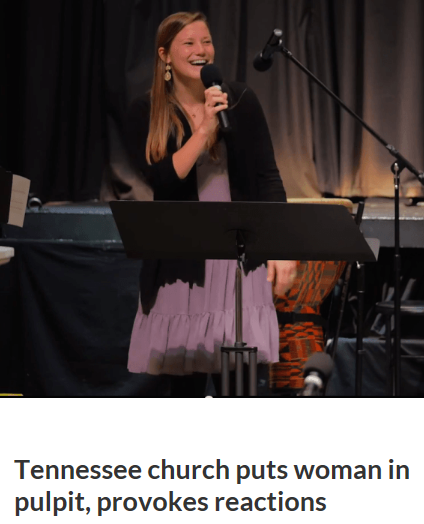 Tennessee church puts woman in
pulpit, provokes reactions